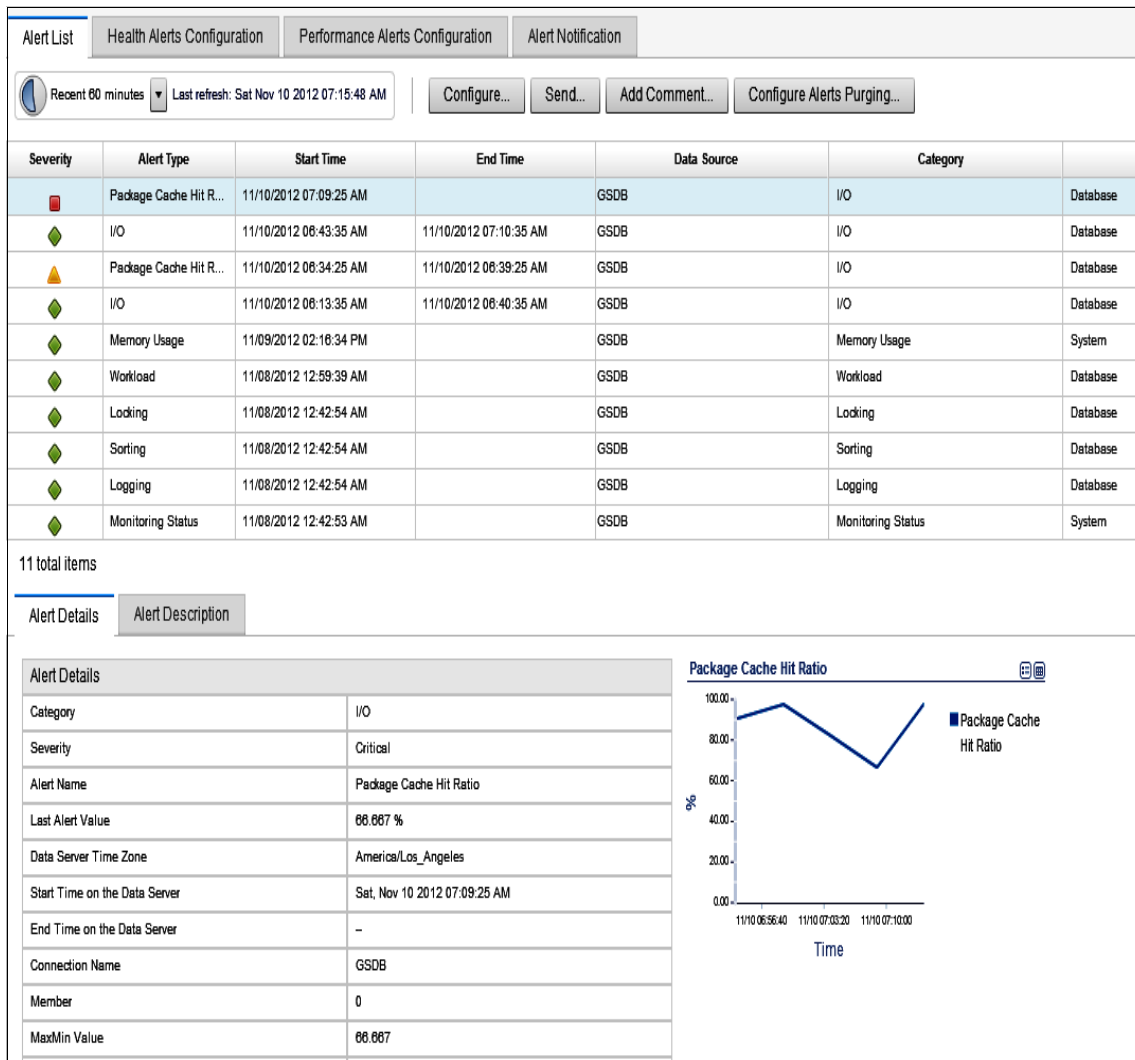 Alert List Health Alerts Configuration Performance Alerts Configuration Alert Notification
Recent 60 minutes Last refresh: Sat Nov 10 2012 07:15:48 AM Configure... Send... Add Comment... Configure Alerts Purging...
Severity Alert Type Start Time End Time Data Source Category
Package Cache Hit R... 11/10/2012 07:09:25 AM GSDB I/O Database
I/O 11/10/2012 06:43:35 AM 11/10/2012 07:10:35 AM GSDB I/O Database
Package Cache Hit R... 11/10/2012 06:34:25 AM 11/10/2012 06:39:25 AM GSDB I/O Database
I/O 11/10/2012 06:13:35 AM 11/10/2012 06:40:35 AM GSDB I/O Database
Memory Usage 11/09/2012 02:16:34 PM GSDB Memory Usage System
Workload 11/08/2012 12:59:39 AM GSDB Workload Database
Locking 11/08/2012 12:42:54 AM GSDB Locking Database
Sorting 11/08/2012 12:42:54 AM GSDB Sorting Database
Logging 11/08/2012 12:42:54 AM GSDB Logging Database
Monitoring Status 11/08/2012 12:42:53 AM GSDB Monitoring Status System
11 total items
Alert Details Alert Description
Alert Details
Category I/O
Severity Critical
Alert Name Package Cache Hit Ratio
Last Alert Value 66.667 %
Data Server Time Zone America/Los_Angeles
Start Time on the Data Server Sat, Nov 10 2012 07:09:25 AM
End Time on the Data Server –
Connection Name GSDB
Member 0
MaxMin Value 66.667
Package Cache Hit Ratio
100.00
80.00
60.00
40.00
20.00
0.00
%
11/10 06:56:40 11/10 07:03:20 11/10 07:10:00
Time
Package Cache
Hit Ratio